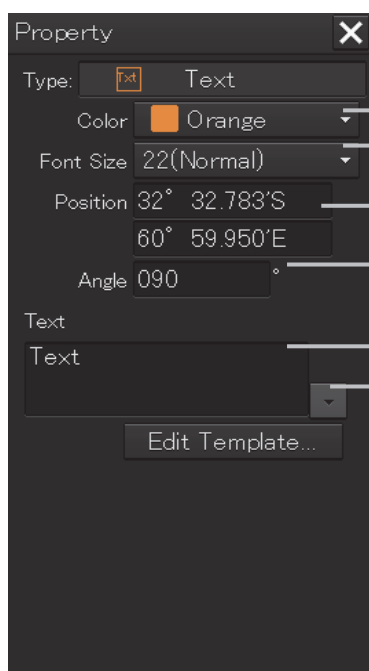 Property
Type: Txt Text
Color Orange
Font Size 22(Normal)
Position 32° 32.783'S
60° 59.950'E
Angle 090 °
Text
Text
Edit Template...